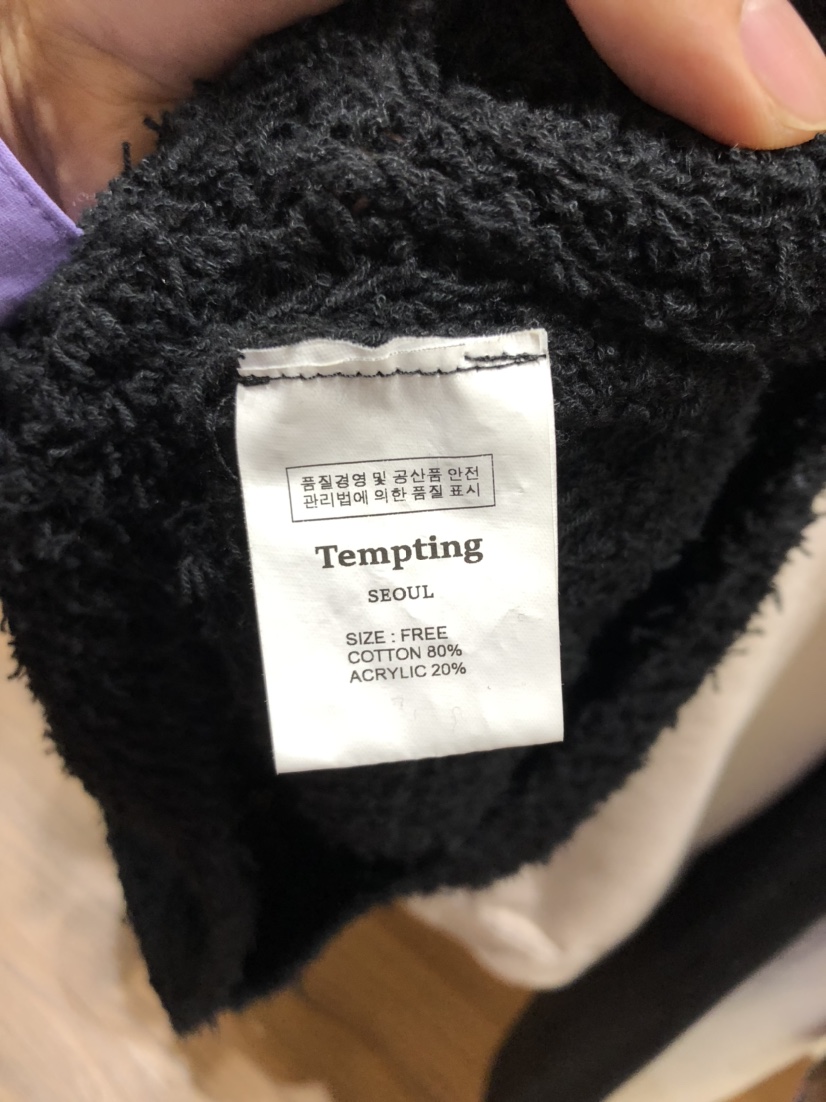 품질경영 및 공산품 안전
관리법에 의한 품질 표시
Tempting
SEOUL
SIZE : FREE
COTTON 80%
ACRYLIC 20%